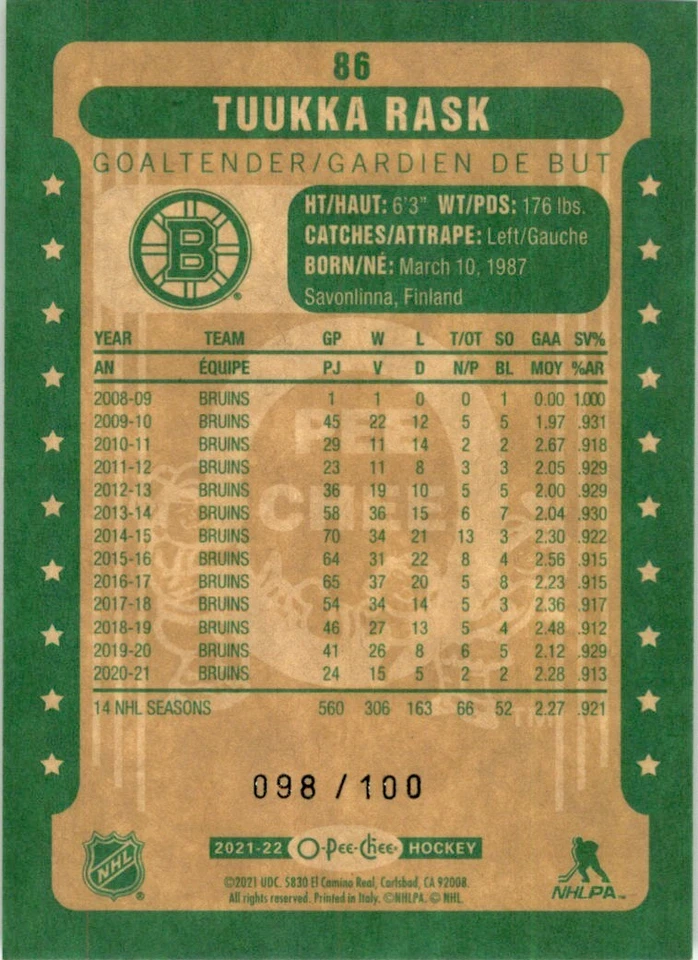 86
TUUKKA RASK
GOALTENDER/GARDIEN DE BUT
B
HT/HAUT: 6'3" WT/PDS: 176 lbs.
CATCHES/ATTRAPE: Left/Gauche
BORN/NÉ: March 10, 1987
Savonlinna, Finland
YEAR TEAM GP W L T/OT SO GAA SV%
AN ÉQUIPE PJ V D N/P BL MOY %AR
2008-09 BRUINS 1 1 0 0 1 0.00 1.000
2009-10 BRUINS 45 22 12 5 5 1.97 .931
2010-11 BRUINS 29 11 14 2 2 2.67 .918
2011-12 BRUINS 23 11 8 3 3 2.05 .929
2012-13 BRUINS 36 19 10 5 5 2.00 .929
2013-14 BRUINS 58 36 15 6 7 2.04 .930
2014-15 BRUINS 70 34 21 13 3 2.30 .922
2015-16 BRUINS 64 31 22 8 4 2.56 .915
2016-17 BRUINS 65 37 20 5 8 2.23 .915
2017-18 BRUINS 54 34 14 5 3 2.36 .917
2018-19 BRUINS 46 27 13 5 4 2.48 .912
2019-20 BRUINS 41 26 8 6 5 2.12 .929
2020-21 BRUINS 24 15 5 2 2 2.28 .913
14 NHL SEASONS 560 306 163 66 52 2.27 .921
PEE
CHEE
TM
098 / 100
NHL
2021-22 O-Pee-Chee HOCKEY
NHLPA™
©2021 UDC. 5830 El Camino Real, Carlsbad, CA 92008.
All rights reserved. Printed in Italy. ©NHLPA. © NHL.